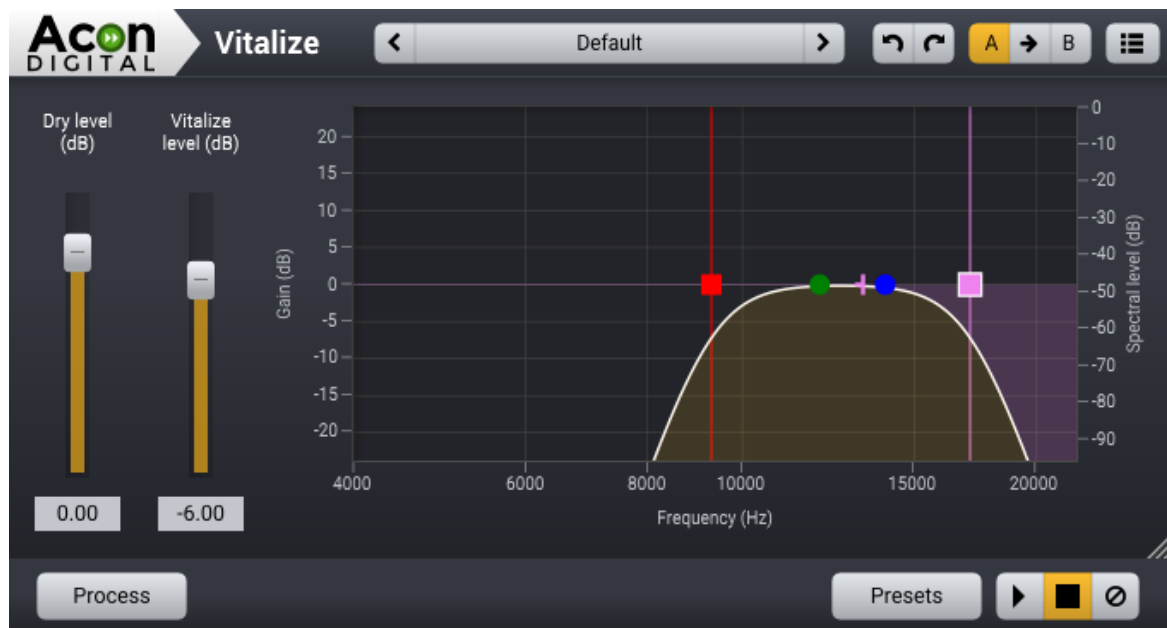 Acon
DIGITAL
Vitalize
Default
A
B
Dry level
(dB)
Vitalize
level (dB)
0.00
-6.00
Gain (dB)
20
15
10
5
0
-5
-10
-15
-20
0
-10
-20
-30
-40
-50
-60
-70
-80
-90
Spectral level (dB)
4000
6000
8000
10000
15000
20000
Frequency (Hz)
Process
Presets